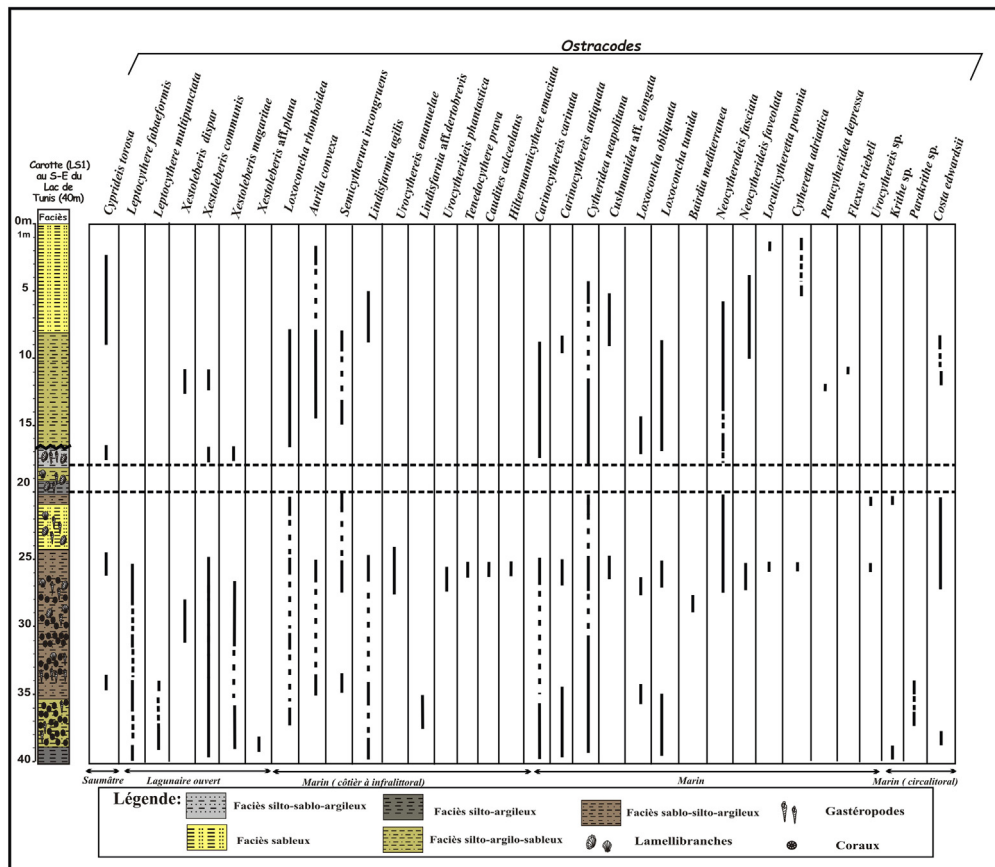 Ostracodes
Carotte (LS1)
au S-E du
Lac de
Tunis (40m)
Faciès
Cyprideis torosa
Leptocythere fabaeformis
Leptocythere multipunctata
Xestoleberis dispar
Xestoleberis communis
Xestoleberis magaritae
Xestoleberis aff.plana
Loxoconcha rhomboidea
Aurila convexa
Semicytherura incongruens
Lindisfarnia agilis
Urocythereis emanuelae
Lindisfarnia aff.dertobrevis
Urocytherideis phantastica
Tenedocythere prava
Caudites calceolatus
Hiltermanicythere emaciata
Carinocythereis carinata
Carinocythereis antiquata
Cytheridea neapolitana
Cushmanidea aff. elongata
Loxoconcha obliquata
Loxoconcha tumida
Bairdia mediterranea
Neocytherodeis fasciata
Neocytherideis faveolata
Loculicytheretta pavonia
Cytheretta adriatica
Paracytheridea depressa
Flexus triebeli
Urocythereis sp.
Krithe sp.
Parakrithe sp.
Costa edwardsii
0m
1m
5
10
15
20
25
30
35
40
Saumâtre
Lagunaire ouvert
Marin ( côtièr à infralittoral )
Marin
Marin ( circalitoral )
Légende:
Faciès silto-sablo-argileux
Faciès silto-argileux
Faciès sablo-silto-argileux
Gastéropodes
Faciès sableux
Faciès silto-argilo-sableux
Lamellibranches
Coraux